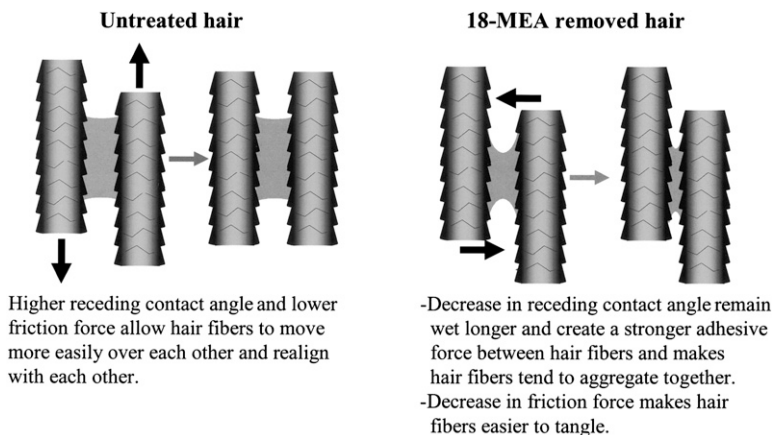 Untreated hair
18-MEA removed hair
Higher receding contact angle and lower
friction force allow hair fibers to move
more easily over each other and realign
with each other.
-Decrease in receding contact angle remain
wet longer and create a stronger adhesive
force between hair fibers and makes
hair fibers tend to aggregate together.
-Decrease in friction force makes hair
fibers easier to tangle.